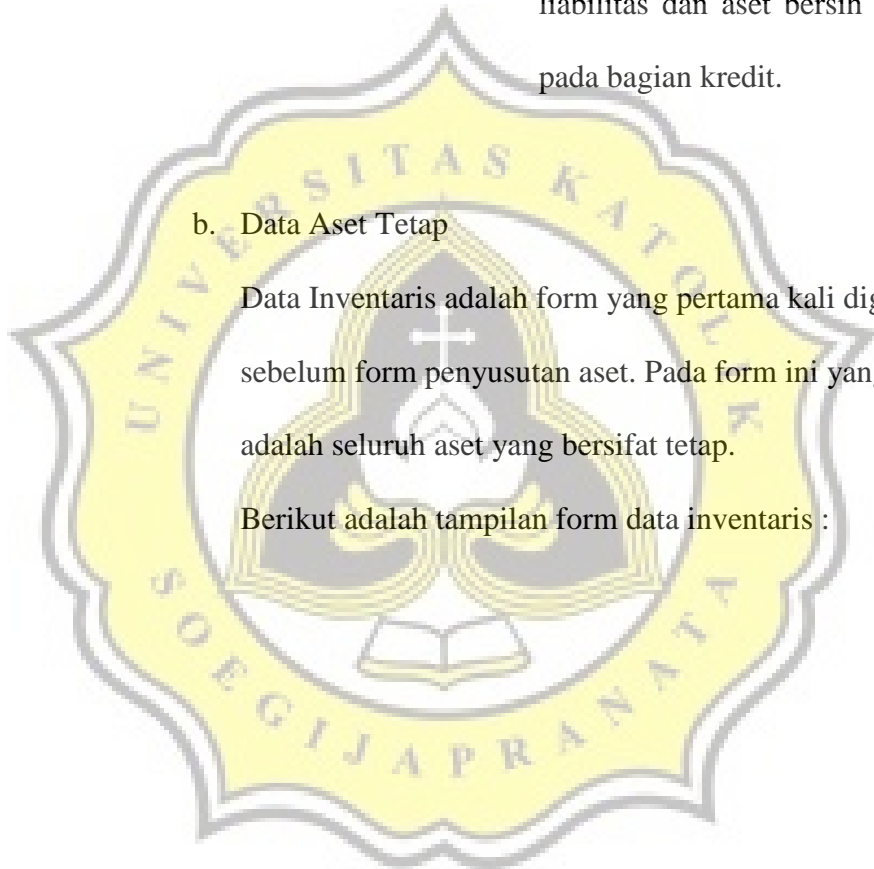 liabilitas dan aset bersih
pada bagian kredit.
b. Data Aset Tetap
Data Inventaris adalah form yang pertama kali
sebelum form penyusutan aset. Pada form ini
adalah seluruh aset yang bersifat tetap.
Berikut adalah tampilan form data inventaris :
UNIVERSITAS KATOLIK
SOEGIJAPRANATA